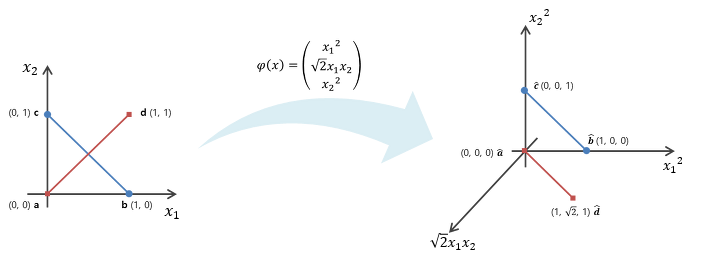 x₂
(0, 1) c
d (1, 1)
(0, 0) a
b (1, 0)
x₁
φ(x) = ( x₁²
√2x₁x₂
x₂² )
x₂²
ĉ (0, 0, 1)
b̂ (1, 0, 0)
(0, 0, 0) â
x₁²
(1, √2, 1) d̂
√2x₁x₂